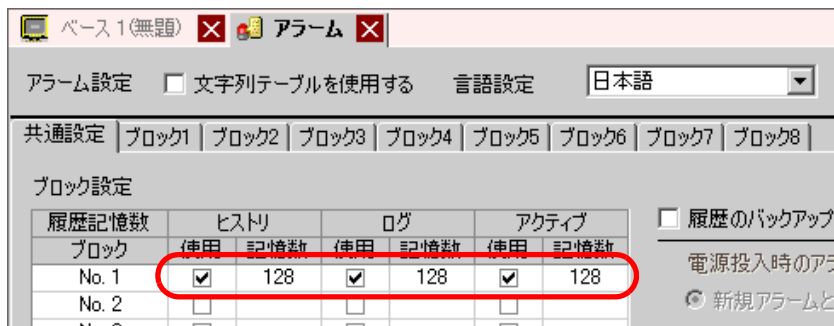 ベース1(無題) アラーム
アラーム設定 文字列テーブルを使用する 言語設定 日本語
共通設定 ブロック1 ブロック2 ブロック3 ブロック4 ブロック5 ブロック6 ブロック7 ブロック8
ブロック設定
履歴記憶数 ヒストリ ログ アクティブ 履歴のバックアップ
ブロック 使用 記憶数 使用 記憶数 使用 記憶数
電源投入時のアラ
No. 1 128 128 128
No. 2 新規アラームと